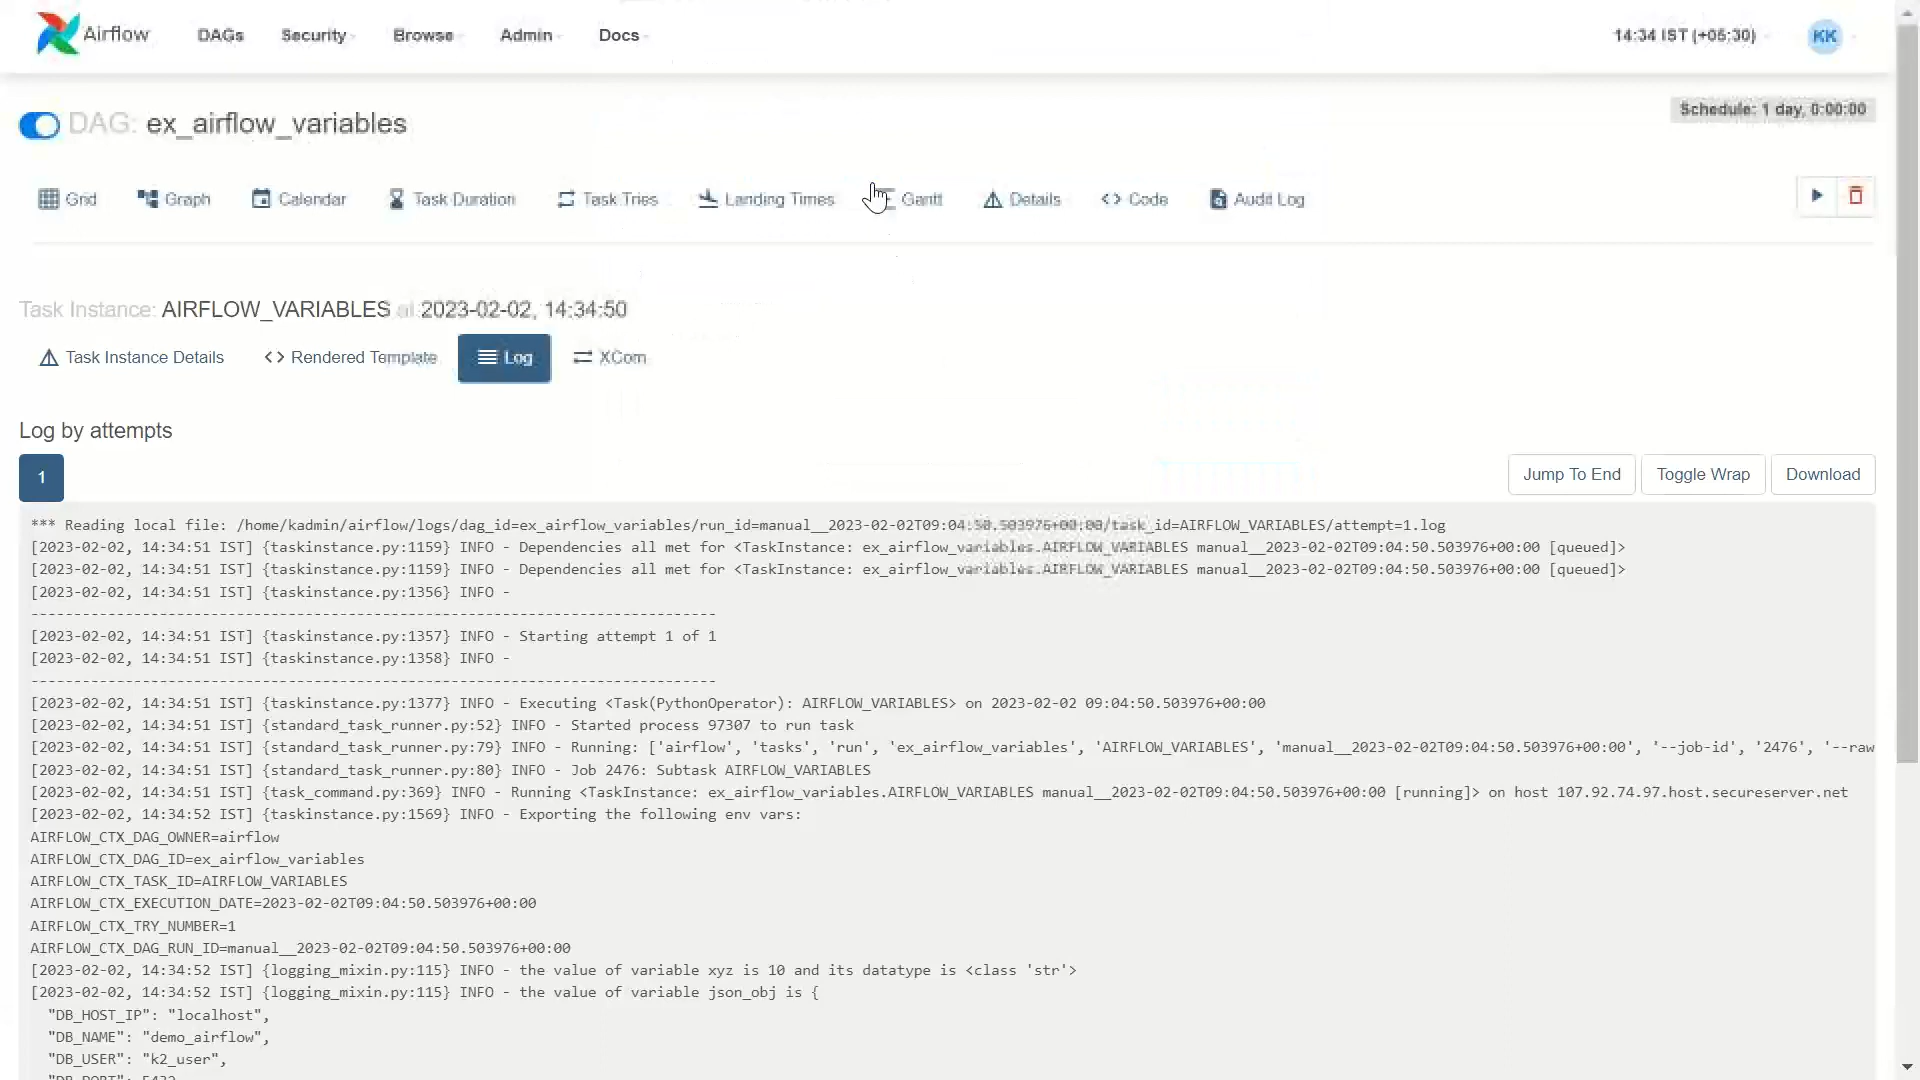 Airflow DAGs Security Browse Admin Docs 14:34 IST (+05:30) KK
DAG: ex_airflow_variables Schedule: 1 day, 0:00:00
Grid Graph Calendar Task Duration Task Tries Landing Times Gantt Details Code Audit Log
Task Instance: AIRFLOW_VARIABLES at 2023-02-02, 14:34:50
Task Instance Details Rendered Template Log XCom
Log by attempts
1 Jump To End Toggle Wrap Download
*** Reading local file: /home/kadmin/airflow/logs/dag_id=ex_airflow_variables/run_id=manual__2023-02-02T09:04:50.503976+00:00/task_id=AIRFLOW_VARIABLES/attempt=1.log
[2023-02-02, 14:34:51 IST] {taskinstance.py:1159} INFO - Dependencies all met for <TaskInstance: ex_airflow_variables.AIRFLOW_VARIABLES manual__2023-02-02T09:04:50.503976+00:00 [queued]>
[2023-02-02, 14:34:51 IST] {taskinstance.py:1159} INFO - Dependencies all met for <TaskInstance: ex_airflow_variables.AIRFLOW_VARIABLES manual__2023-02-02T09:04:50.503976+00:00 [queued]>
[2023-02-02, 14:34:51 IST] {taskinstance.py:1356} INFO -
--------------------------------------------------------------------------------
[2023-02-02, 14:34:51 IST] {taskinstance.py:1357} INFO - Starting attempt 1 of 1
[2023-02-02, 14:34:51 IST] {taskinstance.py:1358} INFO -
--------------------------------------------------------------------------------
[2023-02-02, 14:34:51 IST] {taskinstance.py:1377} INFO - Executing <Task(PythonOperator): AIRFLOW_VARIABLES> on 2023-02-02 09:04:50.503976+00:00
[2023-02-02, 14:34:51 IST] {standard_task_runner.py:52} INFO - Started process 97307 to run task
[2023-02-02, 14:34:51 IST] {standard_task_runner.py:79} INFO - Running: ['airflow', 'tasks', 'run', 'ex_airflow_variables', 'AIRFLOW_VARIABLES', 'manual__2023-02-02T09:04:50.503976+00:00', '--job-id', '2476', '--raw
[2023-02-02, 14:34:51 IST] {standard_task_runner.py:80} INFO - Job 2476: Subtask AIRFLOW_VARIABLES
[2023-02-02, 14:34:51 IST] {task_command.py:369} INFO - Running <TaskInstance: ex_airflow_variables.AIRFLOW_VARIABLES manual__2023-02-02T09:04:50.503976+00:00 [running]> on host 107.92.74.97.host.secureserver.net
[2023-02-02, 14:34:52 IST] {taskinstance.py:1569} INFO - Exporting the following env vars:
AIRFLOW_CTX_DAG_OWNER=airflow
AIRFLOW_CTX_DAG_ID=ex_airflow_variables
AIRFLOW_CTX_TASK_ID=AIRFLOW_VARIABLES
AIRFLOW_CTX_EXECUTION_DATE=2023-02-02T09:04:50.503976+00:00
AIRFLOW_CTX_TRY_NUMBER=1
AIRFLOW_CTX_DAG_RUN_ID=manual__2023-02-02T09:04:50.503976+00:00
[2023-02-02, 14:34:52 IST] {logging_mixin.py:115} INFO - the value of variable xyz is 10 and its datatype is <class 'str'>
[2023-02-02, 14:34:52 IST] {logging_mixin.py:115} INFO - the value of variable json_obj is {
"DB_HOST_IP": "localhost",
"DB_NAME": "demo_airflow",
"DB_USER": "k2_user",